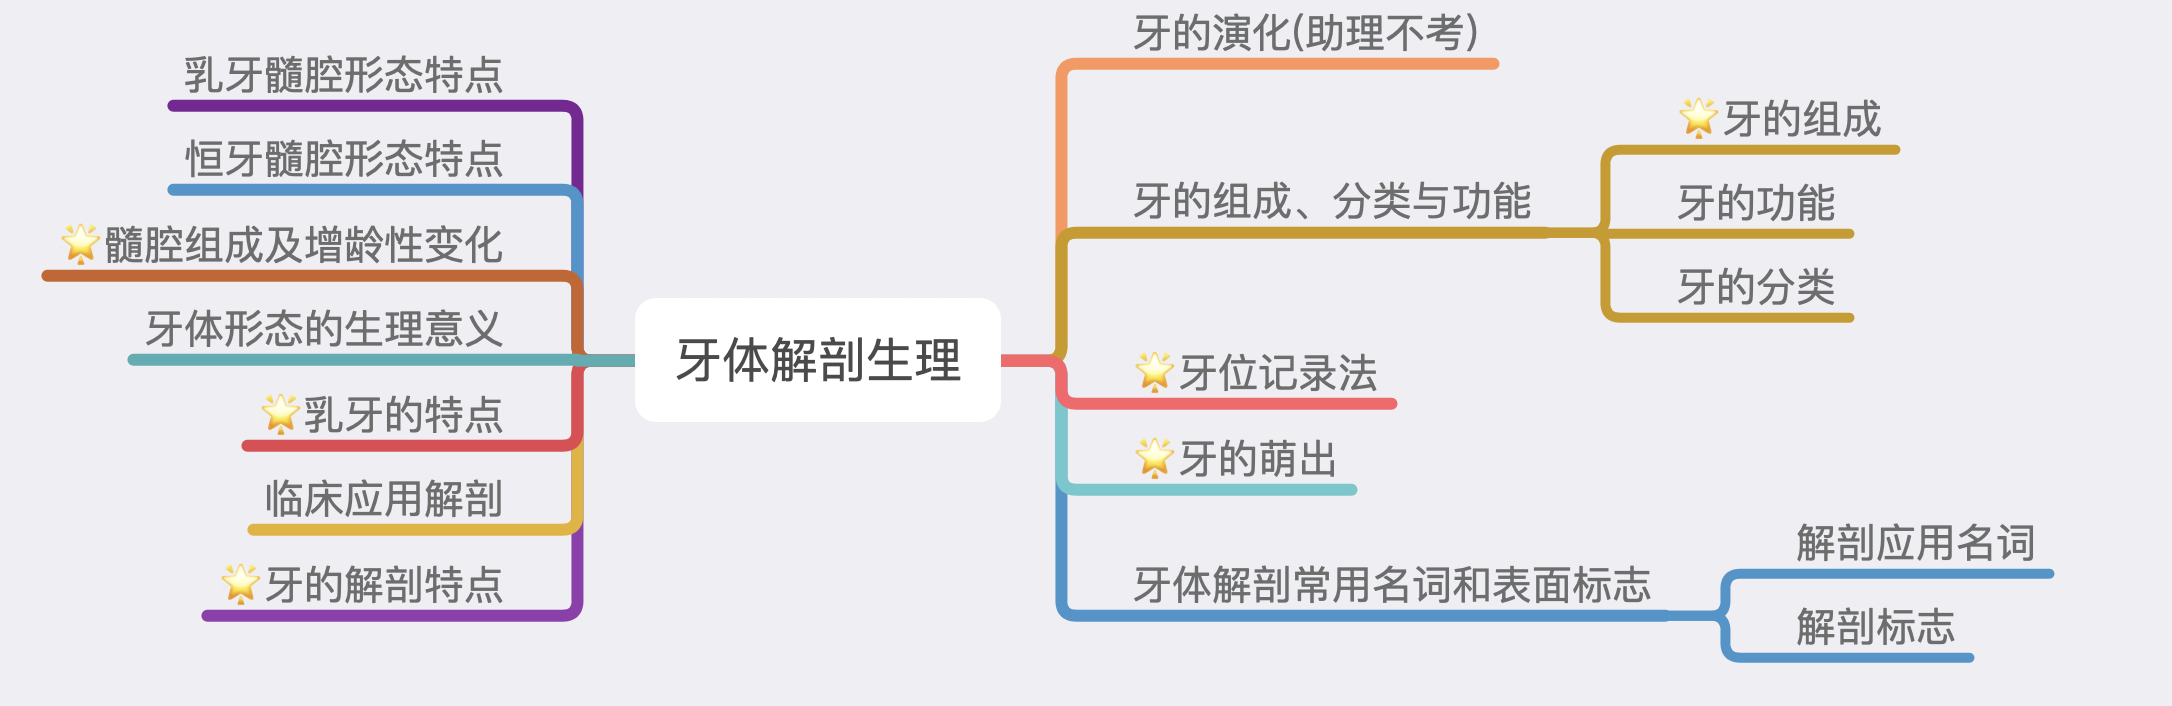 牙体解剖生理
牙的演化(助理不考)
牙的组成、分类与功能
🌟牙的组成
牙的功能
牙的分类
🌟牙位记录法
🌟牙的萌出
牙体解剖常用名词和表面标志
解剖应用名词
解剖标志
乳牙髓腔形态特点
恒牙髓腔形态特点
🌟髓腔组成及增龄性变化
牙体形态的生理意义
🌟乳牙的特点
临床应用解剖
🌟牙的解剖特点